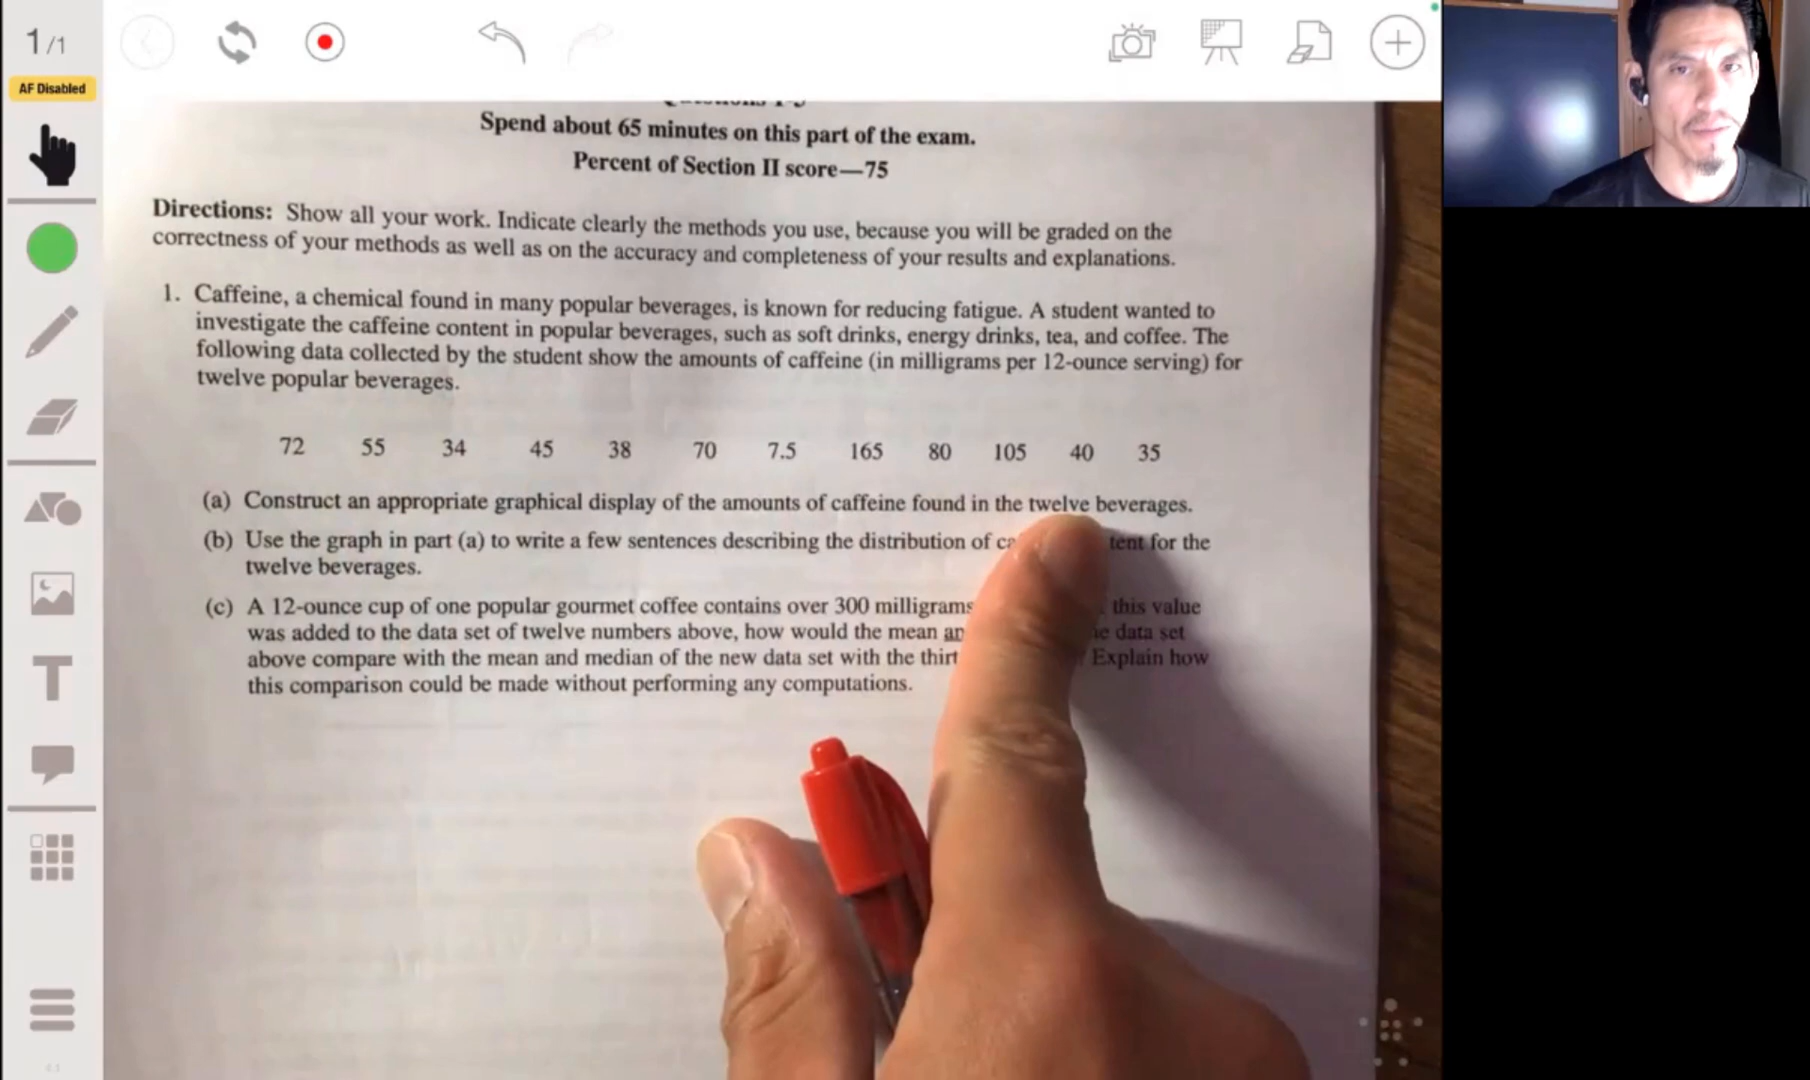 1/1
AF Disabled
Spend about 65 minutes on this part of the exam.
Percent of Section II score—75
Directions: Show all your work. Indicate clearly the methods you use, because you will be graded on the
correctness of your methods as well as on the accuracy and completeness of your results and explanations.
1. Caffeine, a chemical found in many popular beverages, is known for reducing fatigue. A student wanted to
investigate the caffeine content in popular beverages, such as soft drinks, energy drinks, tea, and coffee. The
following data collected by the student show the amounts of caffeine (in milligrams per 12-ounce serving) for
twelve popular beverages.
72 55 34 45 38 70 7.5 165 80 105 40 35
(a) Construct an appropriate graphical display of the amounts of caffeine found in the twelve beverages.
(b) Use the graph in part (a) to write a few sentences describing the distribution of tent for the
twelve beverages.
(c) A 12-ounce cup of one popular gourmet coffee contains over 300 milligrams this value
was added to the data set of twelve numbers above, how would the mean data set
above compare with the mean and median of the new data set with the Explain how
this comparison could be made without performing any computations.
T